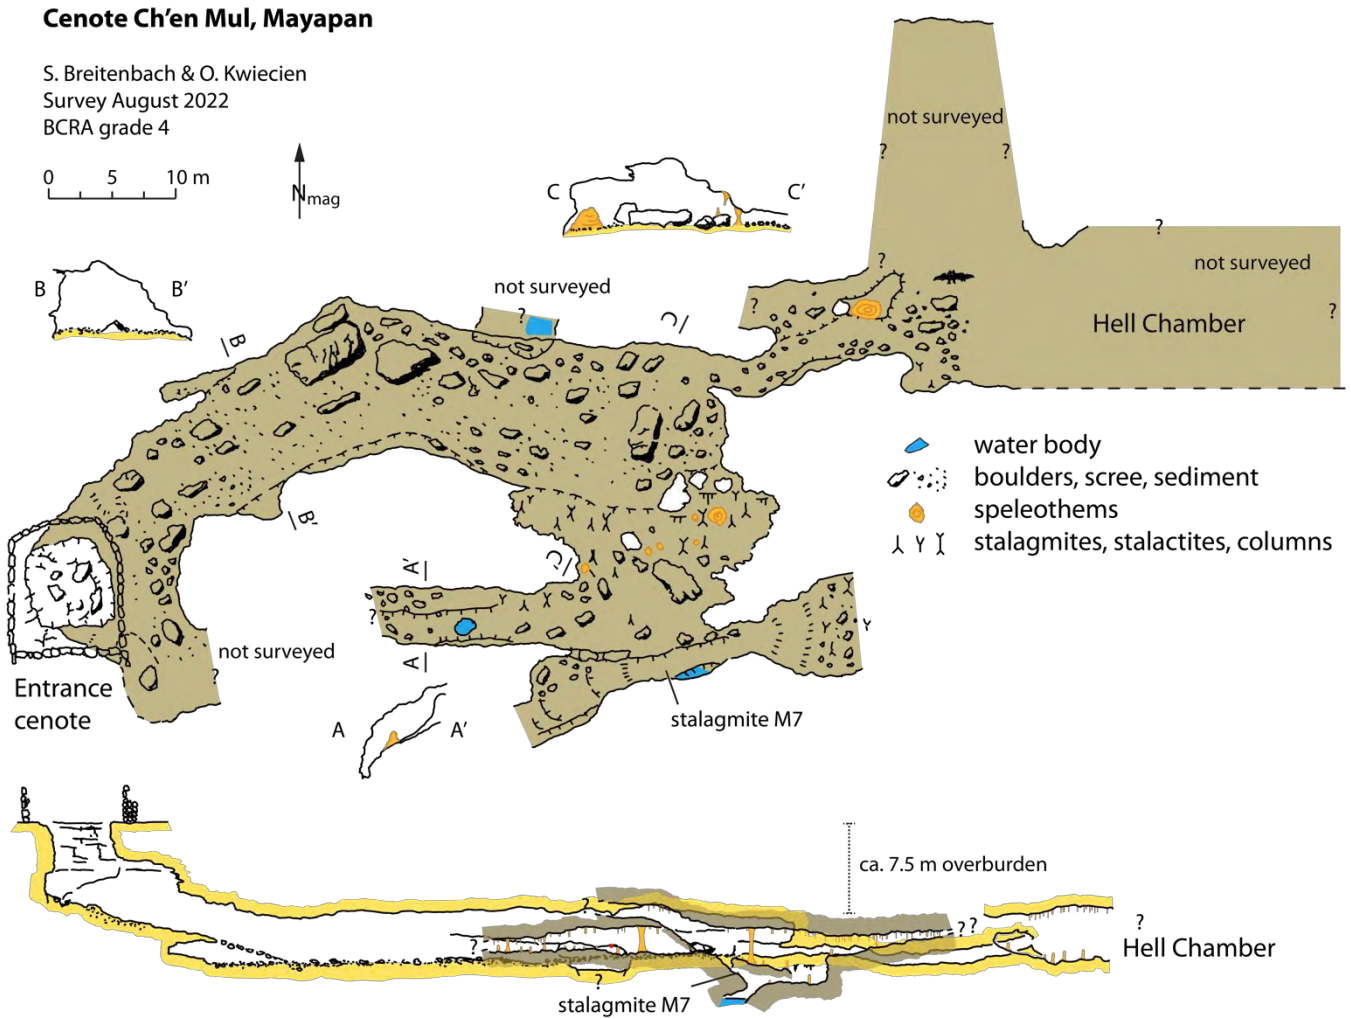 Cenote Ch'en Mul, Mayapan
S. Breitenbach & O. Kwiecien
Survey August 2022
BCRA grade 4
0 5 10 m
Nmag
C C'
B B'
not surveyed
?
?
?
?
not surveyed
?
?
C'
B
?
not surveyed
?
Hell Chamber
water body
boulders, scree, sediment
speleothems
stalagmites, stalactites, columns
B'
C
A'
?
?
A
not surveyed
?
Entrance
cenote
stalagmite M7
A A'
ca. 7.5 m overburden
?
? ?
?
?
Hell Chamber
?
stalagmite M7